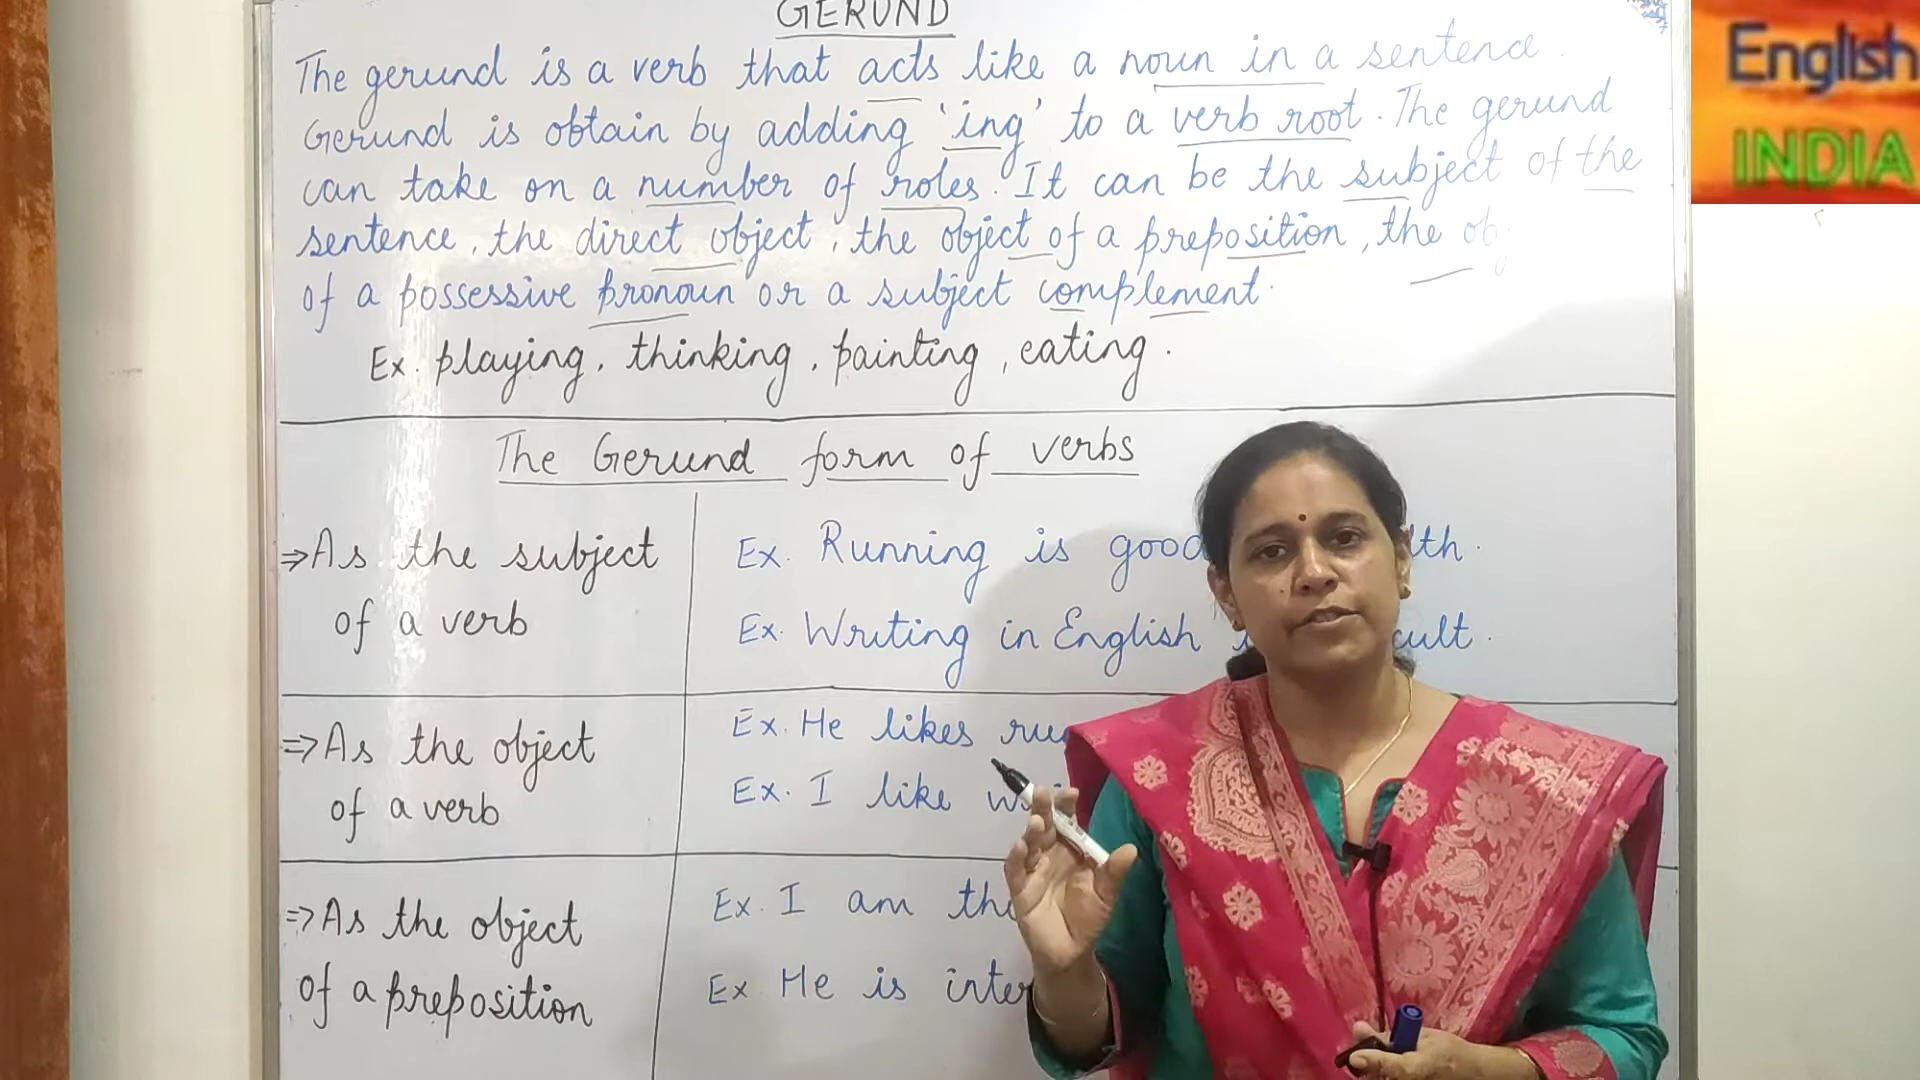 GERUND
The gerund is a verb that acts like a noun in a sentence.
Gerund is obtain by adding 'ing' to a verb root. The gerund
can take on a number of roles. It can be the subject of the
sentence, the direct object, the object of a preposition, the
of a possessive pronoun or a subject complement.
Ex. playing, thinking, painting, eating.
The Gerund form of verbs
⇒ As the subject
of a verb
Ex. Running is good
Ex. Writing in English
⇒ As the object
of a verb
Ex. He likes
Ex. I like
⇒ As the object
of a preposition
Ex. I am
Ex. He is
English
INDIA